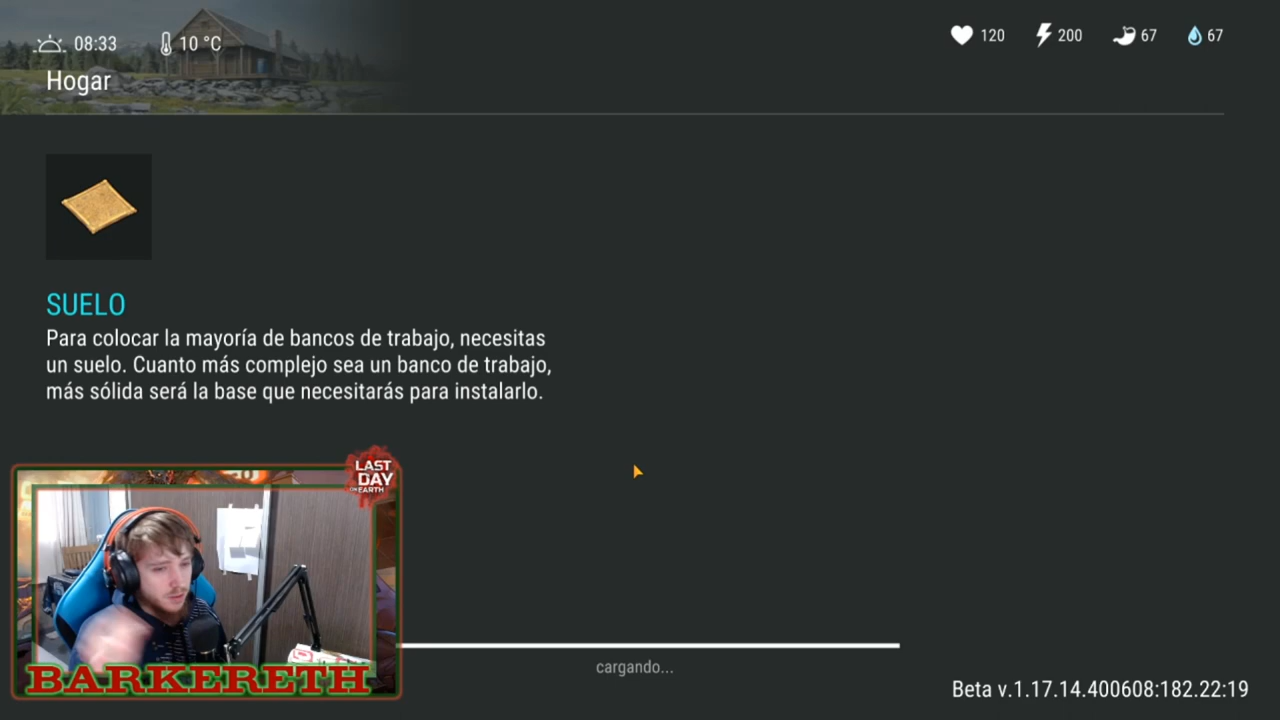 08:33 10 °C
120 200 67 67
Hogar
SUELO
Para colocar la mayoría de bancos de trabajo, necesitas
un suelo. Cuanto más complejo sea un banco de trabajo,
más sólida será la base que necesitarás para instalarlo.
LAST
DAY
ON EARTH
BARKERETH
cargando...
Beta v.1.17.14.400608:182.22:19